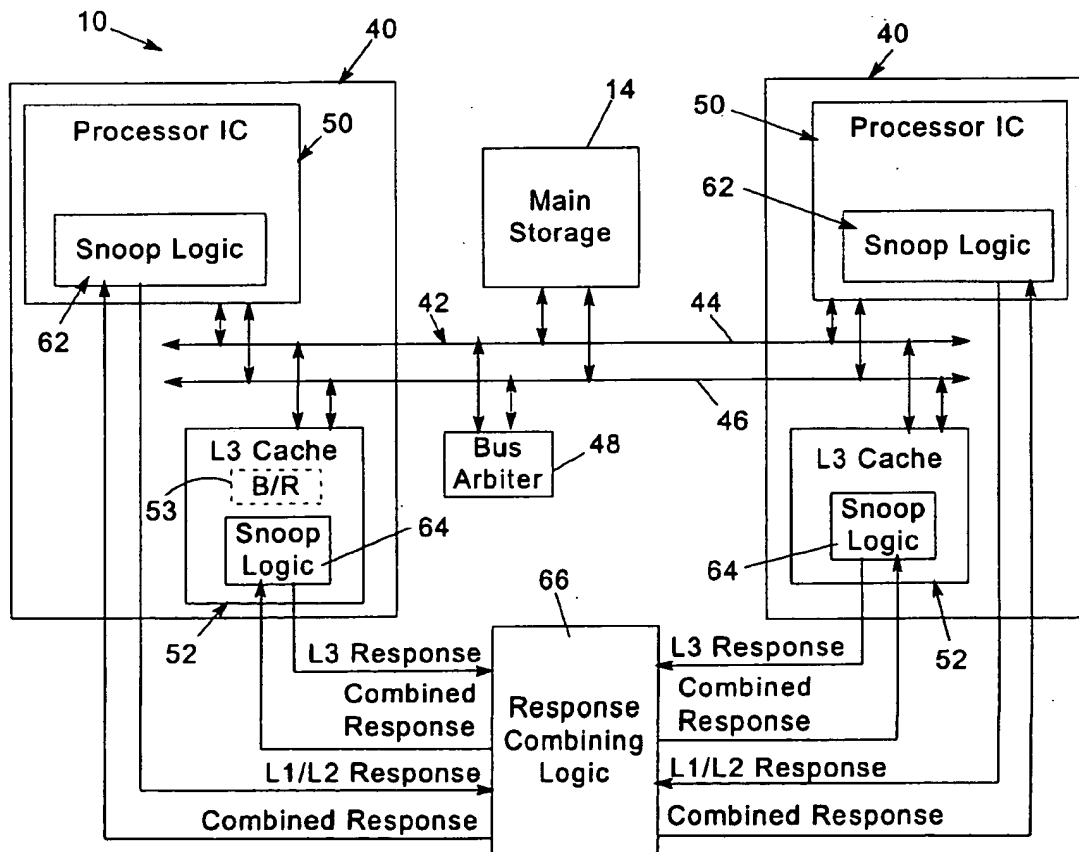 10
40
40
Processor IC
50
14
50
Processor IC
Main
Storage
62
Snoop Logic
Snoop Logic
62
42
44
46
L3 Cache
B/R
53
Bus
Arbiter
48
L3 Cache
Snoop
Logic
64
Snoop
Logic
64
52
66
52
L3 Response
L3 Response
Combined
Response
Combined
Response
Response
Combining
Logic
L1/L2 Response
L1/L2 Response
Combined Response
Combined Response